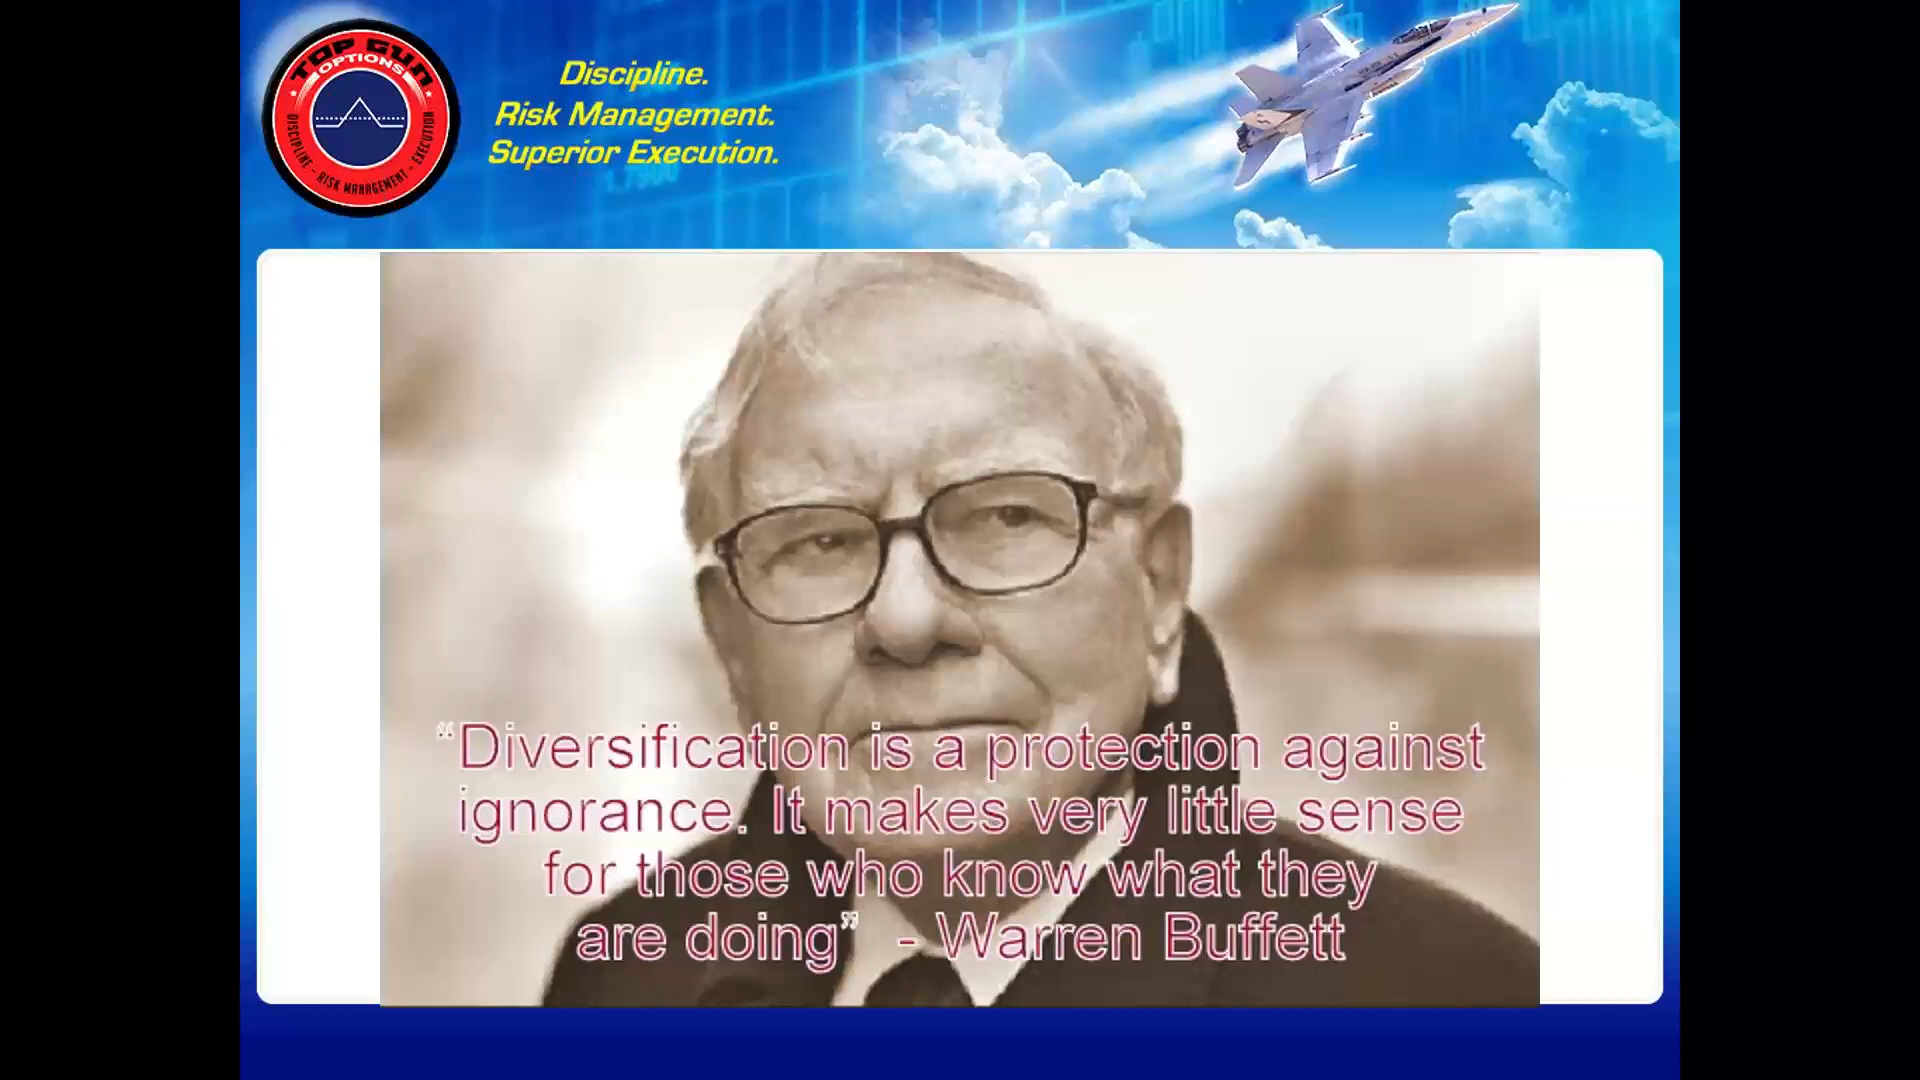 TOP GUN
OPTIONS
DISCIPLINE - RISK MANAGEMENT - EXECUTION
Discipline.
Risk Management.
Superior Execution.
“Diversification is a protection against
ignorance. It makes very little sense
for those who know what they
are doing” - Warren Buffett